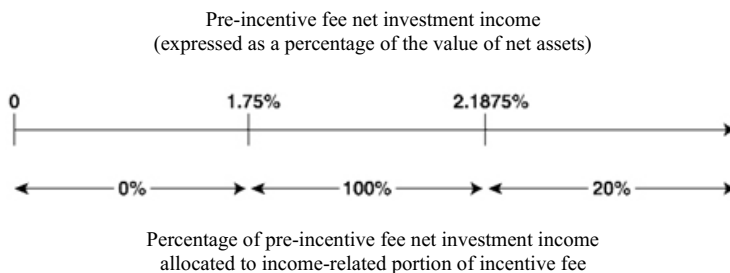 Pre-incentive fee net investment income
(expressed as a percentage of the value of net assets)
0 1.75% 2.1875%
0% 100% 20%
Percentage of pre-incentive fee net investment income
allocated to income-related portion of incentive fee